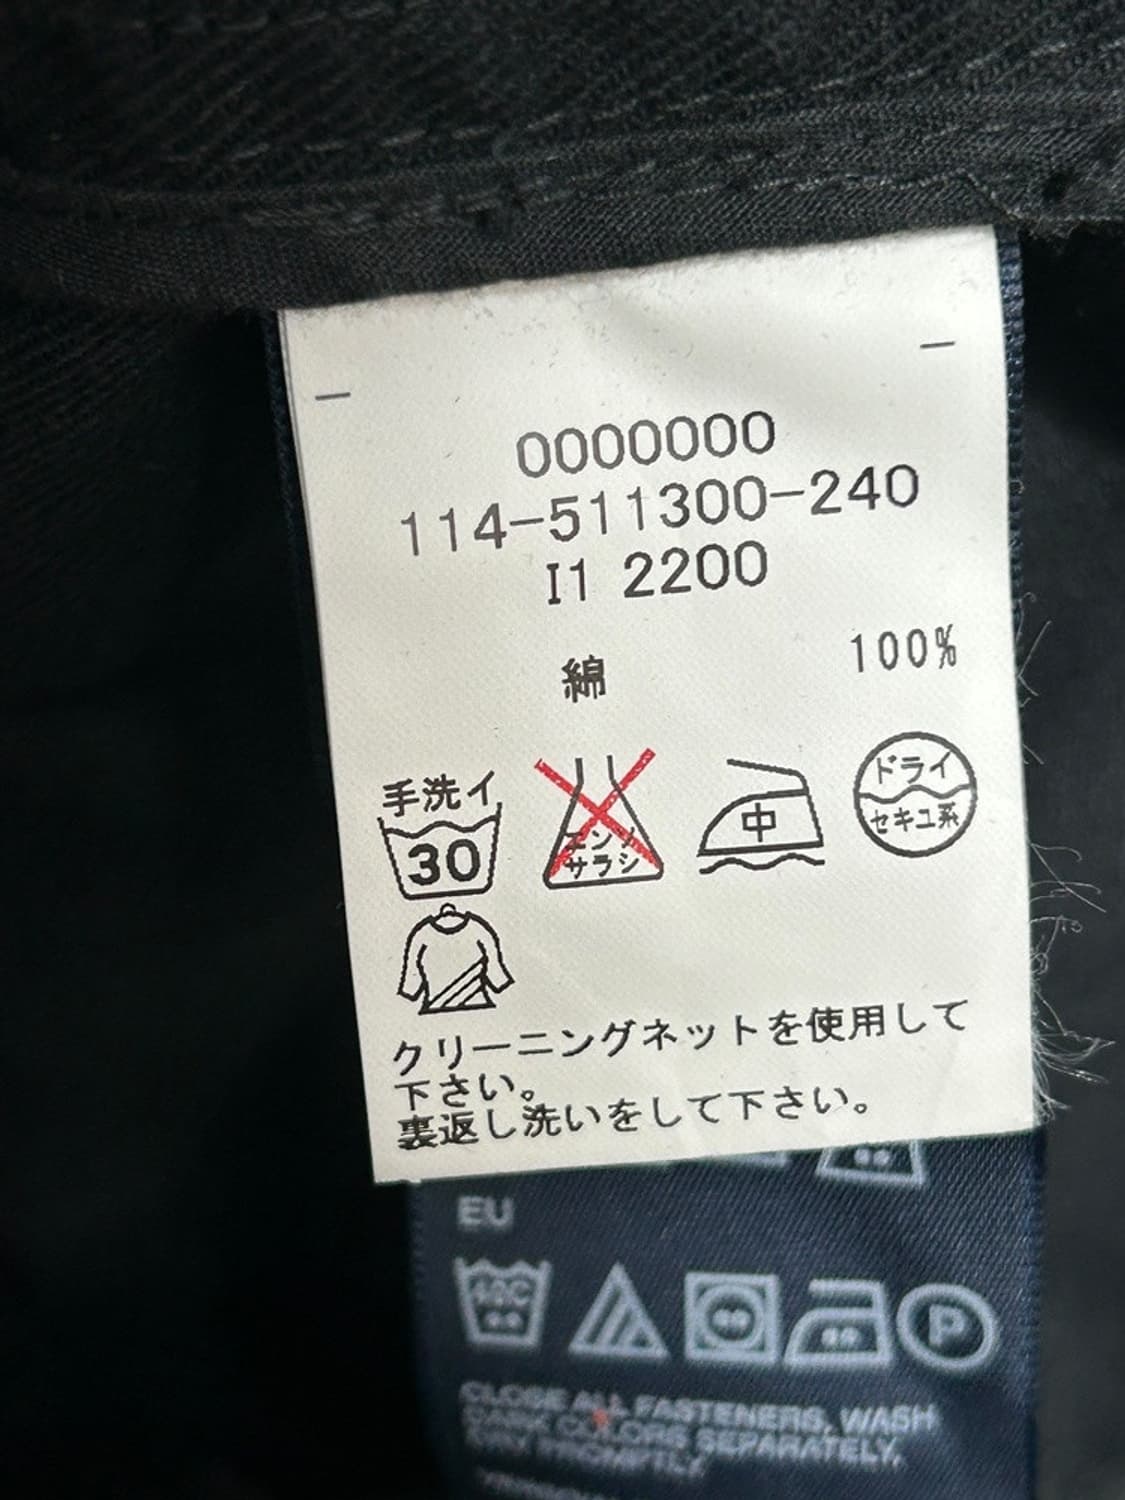 0000000
114-511300-240
I1 2200
綿 100%
手洗イ
30
エンソ
サラシ
中
ドライ
セキユ系
クリーニングネットを使用して
下さい。
裏返し洗いをして下さい。
EU
40C
P
CLOSE ALL FASTENERS, WASH
DARK COLORS SEPARATELY,
DRY PROMPTLY